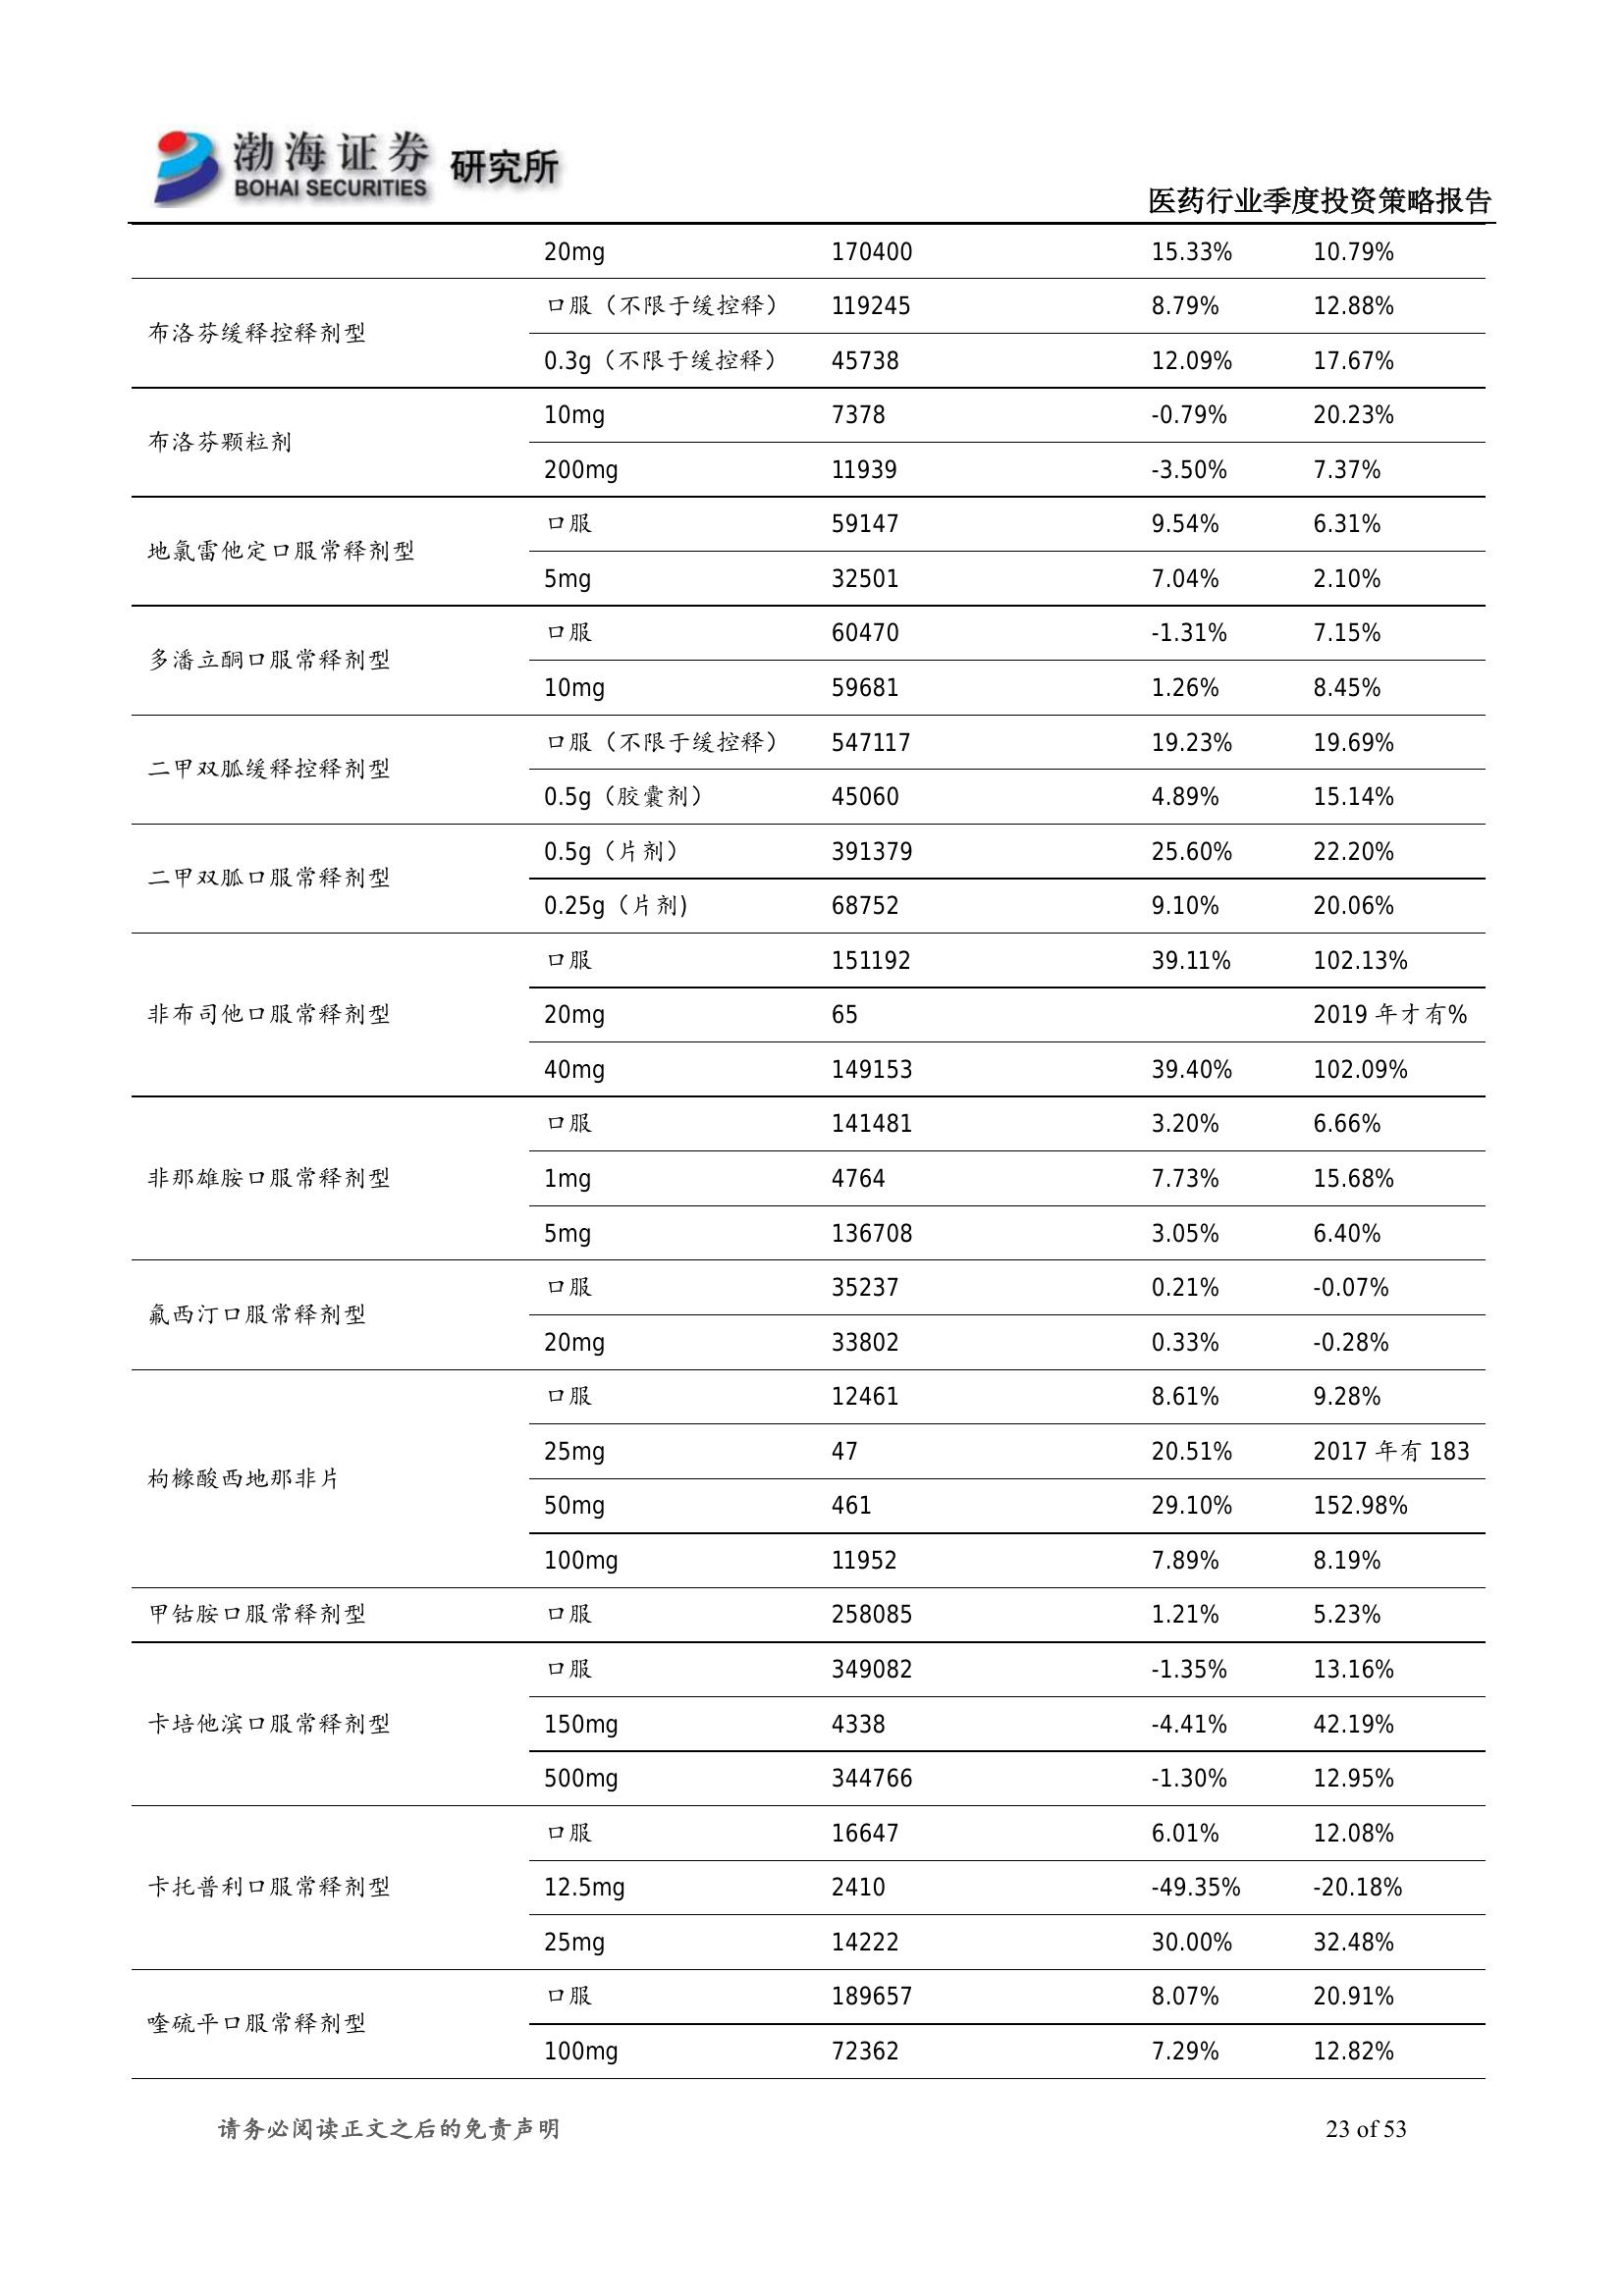 渤海证券 研究所
BOHAI SECURITIES
医药行业季度投资策略报告
20mg 170400 15.33% 10.79%
布洛芬缓释控释剂型
口服（不限于缓控释） 119245 8.79% 12.88%
0.3g（不限于缓控释） 45738 12.09% 17.67%
布洛芬颗粒剂
10mg 7378 -0.79% 20.23%
200mg 11939 -3.50% 7.37%
地氯雷他定口服常释剂型
口服 59147 9.54% 6.31%
5mg 32501 7.04% 2.10%
多潘立酮口服常释剂型
口服 60470 -1.31% 7.15%
10mg 59681 1.26% 8.45%
二甲双胍缓释控释剂型
口服（不限于缓控释） 547117 19.23% 19.69%
0.5g（胶囊剂） 45060 4.89% 15.14%
二甲双胍口服常释剂型
0.5g（片剂） 391379 25.60% 22.20%
0.25g（片剂) 68752 9.10% 20.06%
非布司他口服常释剂型
口服 151192 39.11% 102.13%
20mg 65 2019 年才有%
40mg 149153 39.40% 102.09%
非那雄胺口服常释剂型
口服 141481 3.20% 6.66%
1mg 4764 7.73% 15.68%
5mg 136708 3.05% 6.40%
氟西汀口服常释剂型
口服 35237 0.21% -0.07%
20mg 33802 0.33% -0.28%
枸橼酸西地那非片
口服 12461 8.61% 9.28%
25mg 47 20.51% 2017 年有 183
50mg 461 29.10% 152.98%
100mg 11952 7.89% 8.19%
甲钴胺口服常释剂型 口服 258085 1.21% 5.23%
卡培他滨口服常释剂型
口服 349082 -1.35% 13.16%
150mg 4338 -4.41% 42.19%
500mg 344766 -1.30% 12.95%
卡托普利口服常释剂型
口服 16647 6.01% 12.08%
12.5mg 2410 -49.35% -20.18%
25mg 14222 30.00% 32.48%
喹硫平口服常释剂型
口服 189657 8.07% 20.91%
100mg 72362 7.29% 12.82%
请务必阅读正文之后的免责声明 23 of 53